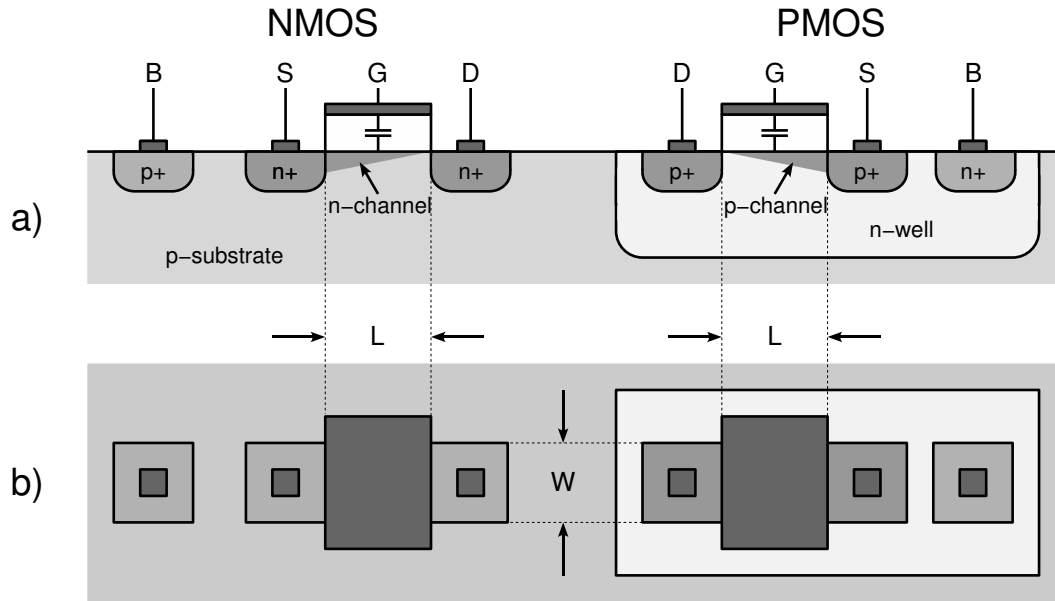 NMOS PMOS
B S G D D G S B
p+ n+ n+ p+ p+ n+
n−channel p−channel
a)
n−well
p−substrate
L L
b)
W